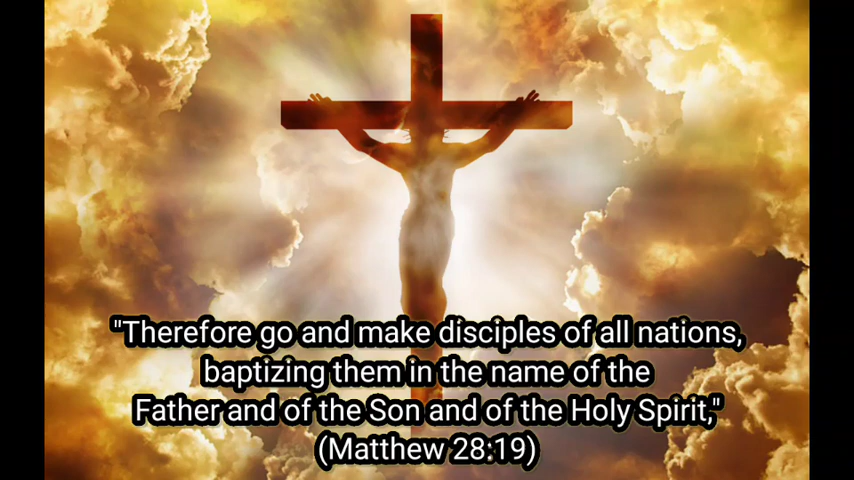 "Therefore go and make disciples of all nations,
baptizing them in the name of the
Father and of the Son and of the Holy Spirit,"
(Matthew 28:19)